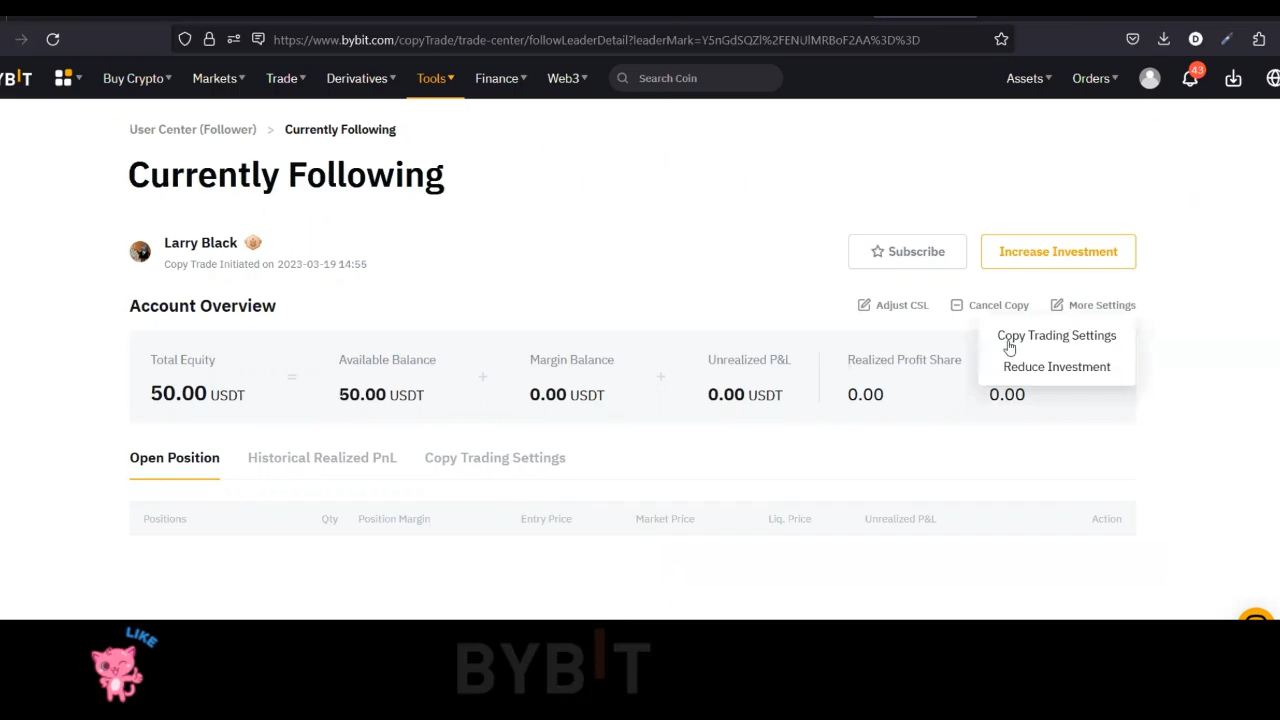 https://www.bybit.com/copyTrade/trade-center/followLeaderDetail?leaderMark=Y5nGdSQZl%2FENUlMRBoF2AA%3D%3D
D
YBIT
Buy Crypto
Markets
Trade
Derivatives
Tools
Finance
Web3
Search Coin
Assets
Orders
43
User Center (Follower) > Currently Following
Currently Following
Larry Black
Copy Trade Initiated on 2023-03-19 14:55
Subscribe
Increase Investment
Account Overview
Adjust CSL
Cancel Copy
More Settings
Copy Trading Settings
Reduce Investment
Total Equity
50.00 USDT
=
Available Balance
50.00 USDT
+
Margin Balance
0.00 USDT
+
Unrealized P&L
0.00 USDT
Realized Profit Share
0.00
0.00
Open Position
Historical Realized PnL
Copy Trading Settings
Positions
Qty
Position Margin
Entry Price
Market Price
Liq. Price
Unrealized P&L
Action
LIKE
BYBIT